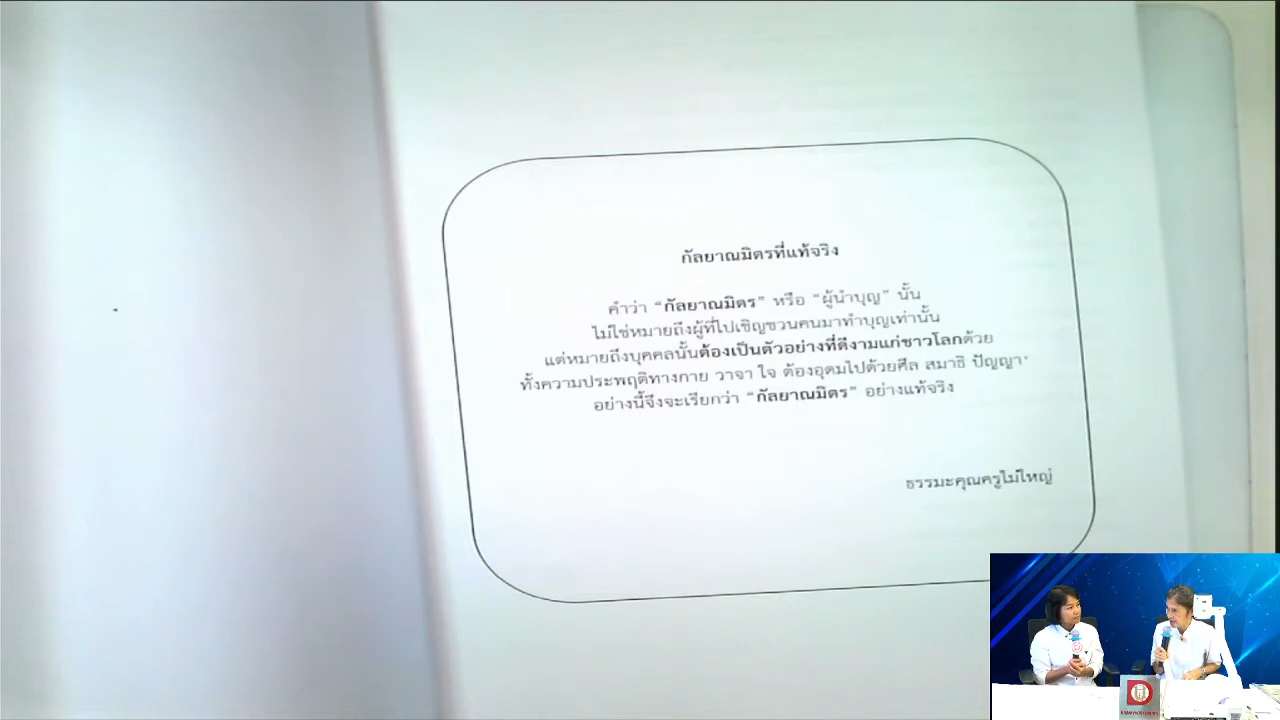 กัลยาณมิตรที่แท้จริง
คำว่า “กัลยาณมิตร” หรือ “ผู้นำบุญ” นั้น
ไม่ใช่หมายถึงผู้ที่ไปเชิญชวนคนมาทำบุญเท่านั้น
แต่หมายถึงบุคคลนั้นต้องเป็นตัวอย่างที่ดีงามแก่ชาวโลกด้วย
ทั้งความประพฤติทางกาย วาจา ใจ ต้องอุดมไปด้วยศีล สมาธิ ปัญญา
อย่างนี้จึงจะเรียกว่า “กัลยาณมิตร” อย่างแท้จริง
ธรรมะคุณครูไม่ใหญ่